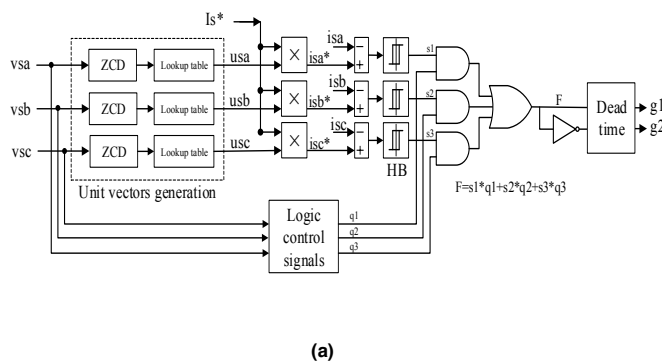 Is*
isa
vsa
ZCD
Lookup table
usa
isa*
s1
isb
vsb
ZCD
Lookup table
usb
isb*
s2
F
Dead
time
g1
g2
isc
vsc
ZCD
Lookup table
usc
isc*
s3
HB
Unit vectors generation
F=s1*q1+s2*q2+s3*q3
Logic
control
signals
q1
q2
q3
(a)